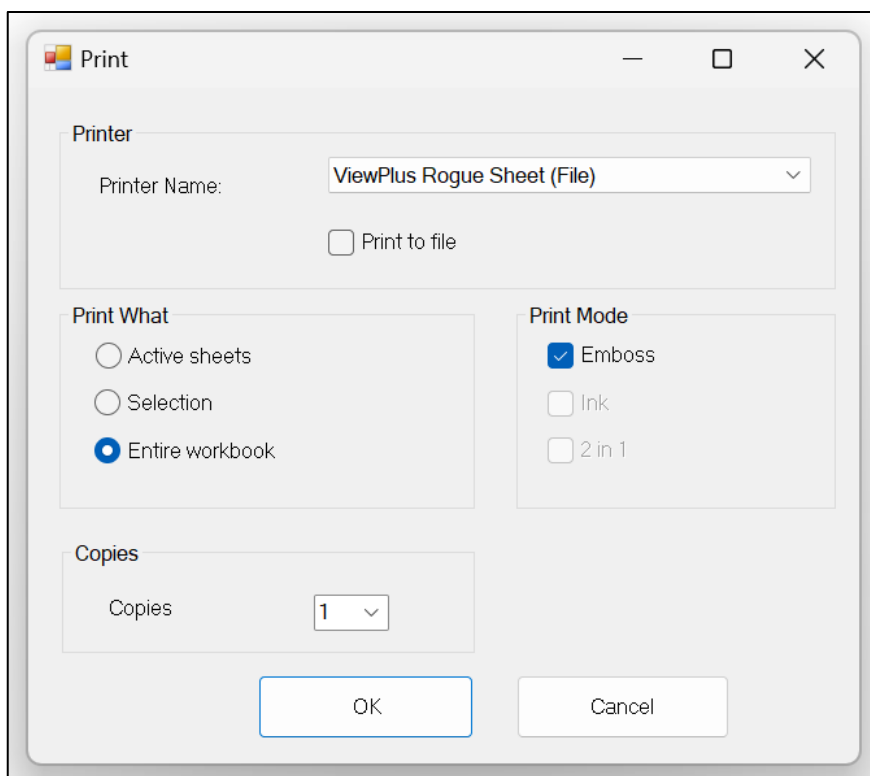 Print
Printer
Printer Name:
ViewPlus Rogue Sheet (File)
Print to file
Print What
Active sheets
Selection
Entire workbook
Print Mode
Emboss
Ink
2 in 1
Copies
Copies
1
OK
Cancel